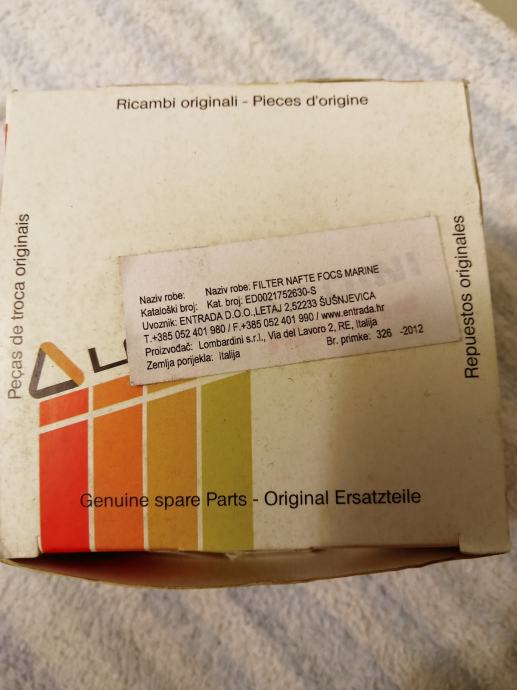 Ricambi originali - Pieces d'origine
Peças de troca originais
Repuestos originales
Naziv robe: Naziv robe: FILTER NAFTE FOCS MARINE
Kataloški broj: Kat. broj: ED0021752630-S
Uvoznik: ENTRADA D.O.O.,LETAJ 2,52233 ŠUŠNJEVICA
T.+385 052 401 980 / F.+385 052 401 990 / www.entrada.hr
Proizvođač: Lombardini s.r.l., Via del Lavoro 2, RE, Italija
Zemlja porijekla: Italija Br. primke: 326 -2012
Genuine spare Parts - Original Ersatzteile